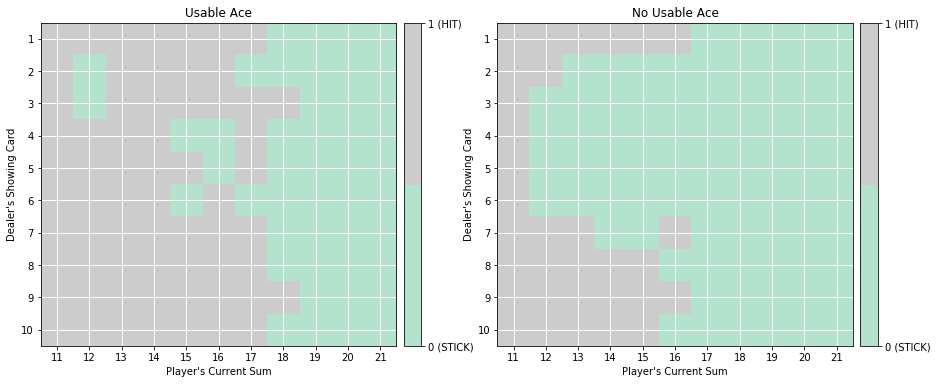 Usable Ace
1
2
3
4
5
6
7
8
9
10
Dealer's Showing Card
11 12 13 14 15 16 17 18 19 20 21
Player's Current Sum
1 (HIT)
0 (STICK)
No Usable Ace
1
2
3
4
5
6
7
8
9
10
Dealer's Showing Card
11 12 13 14 15 16 17 18 19 20 21
Player's Current Sum
1 (HIT)
0 (STICK)